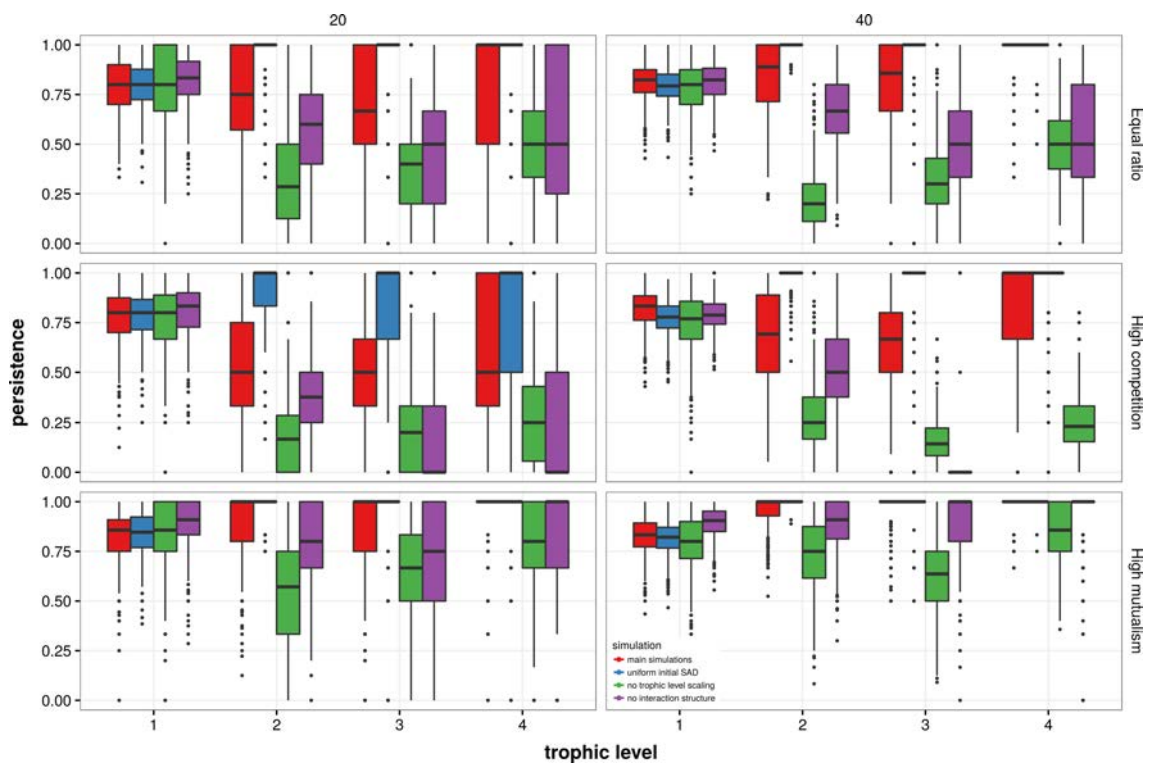 20
40
1.00
0.75
0.50
0.25
0.00
Equal ratio
1.00
0.75
0.50
0.25
0.00
High competition
persistence
1.00
0.75
0.50
0.25
0.00
High mutualism
simulation
main simulations
uniform initial SAD
no trophic level scaling
no interaction structure
1 2 3 4
1 2 3 4
trophic level